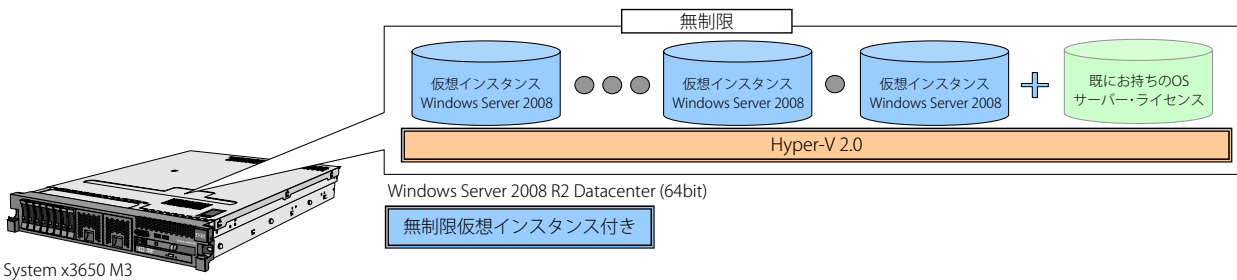 無制限
仮想インスタンス
Windows Server 2008
仮想インスタンス
Windows Server 2008
仮想インスタンス
Windows Server 2008
既にお持ちのOS
サーバー・ライセンス
Hyper-V 2.0
Windows Server 2008 R2 Datacenter (64bit)
無制限仮想インスタンス付き
System x3650 M3